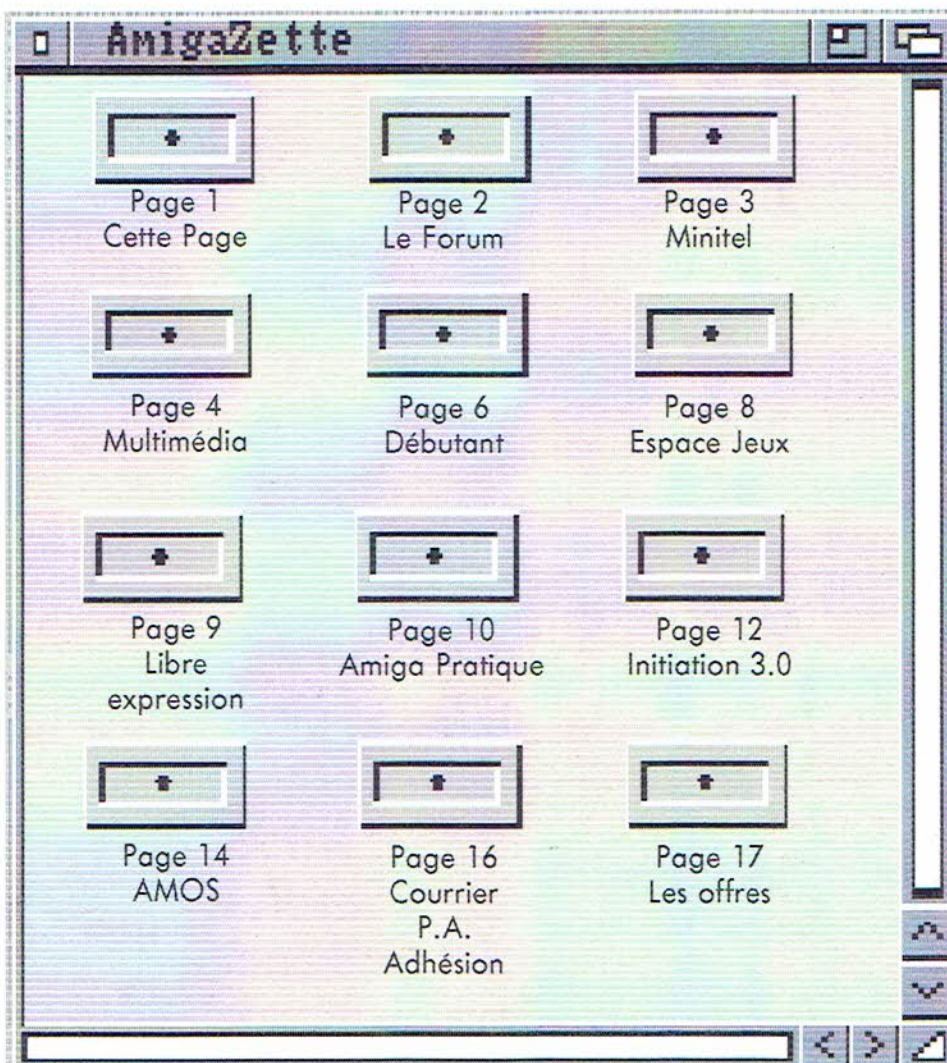 AmigaZette
Page 1
Cette Page
Page 2
Le Forum
Page 3
Minitel
Page 4
Multimédia
Page 6
Débutant
Page 8
Espace Jeux
Page 9
Libre
expression
Page 10
Amiga Pratique
Page 12
Initiation 3.0
Page 14
AMOS
Page 16
Courrier
P.A.
Adhésion
Page 17
Les offres